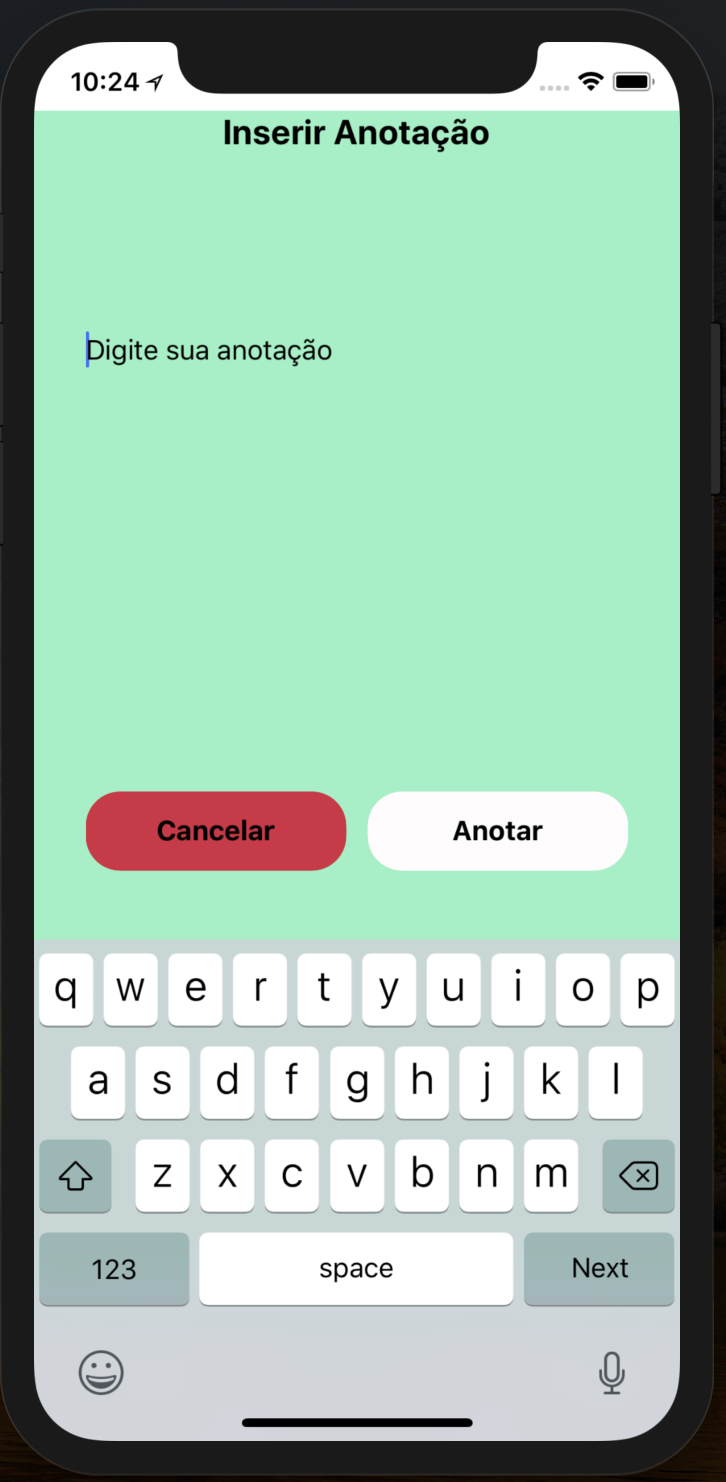 10:24
Inserir Anotação
Digite sua anotação
Cancelar Anotar
q w e r t y u i o p
a s d f g h j k l
z x c v b n m
123 space Next